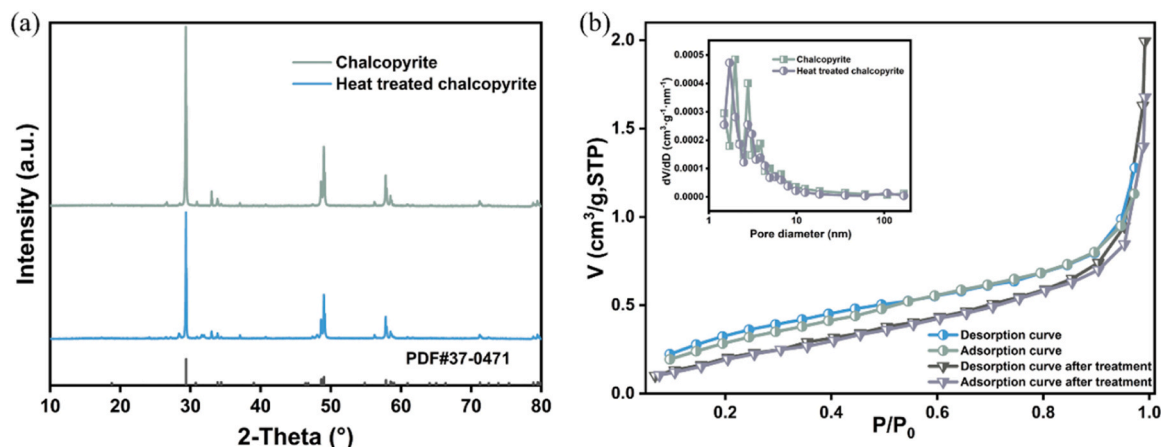 (a)
Chalcopyrite
Heat treated chalcopyrite
PDF#37-0471
Intensity (a.u.)
10 20 30 40 50 60 70 80
2-Theta (°)
(b)
2.0
1.5
1.0
0.5
0.0
V (cm³/g,STP)
0.0005
0.0004
0.0003
0.0002
0.0001
0.0000
dV/dD (cm³·g⁻¹·nm⁻¹)
Chalcopyrite
Heat treated chalcopyrite
1 10 100
Pore diameter (nm)
Desorption curve
Adsorption curve
Desorption curve after treatment
Adsorption curve after treatment
0.2 0.4 0.6 0.8 1.0
P/P₀